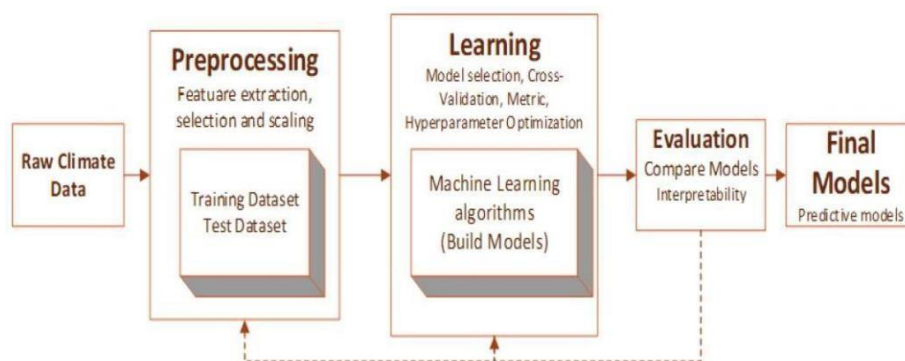 Raw Climate
Data
Preprocessing
Featuare extraction,
selection and scaling
Training Dataset
Test Dataset
Learning
Model selection, Cross-
Validation, Metric,
Hyperparameter Optimization
Machine Learning
algorithms
(Build Models)
Evaluation
Compare Models
Interpretability
Final
Models
Predictive models